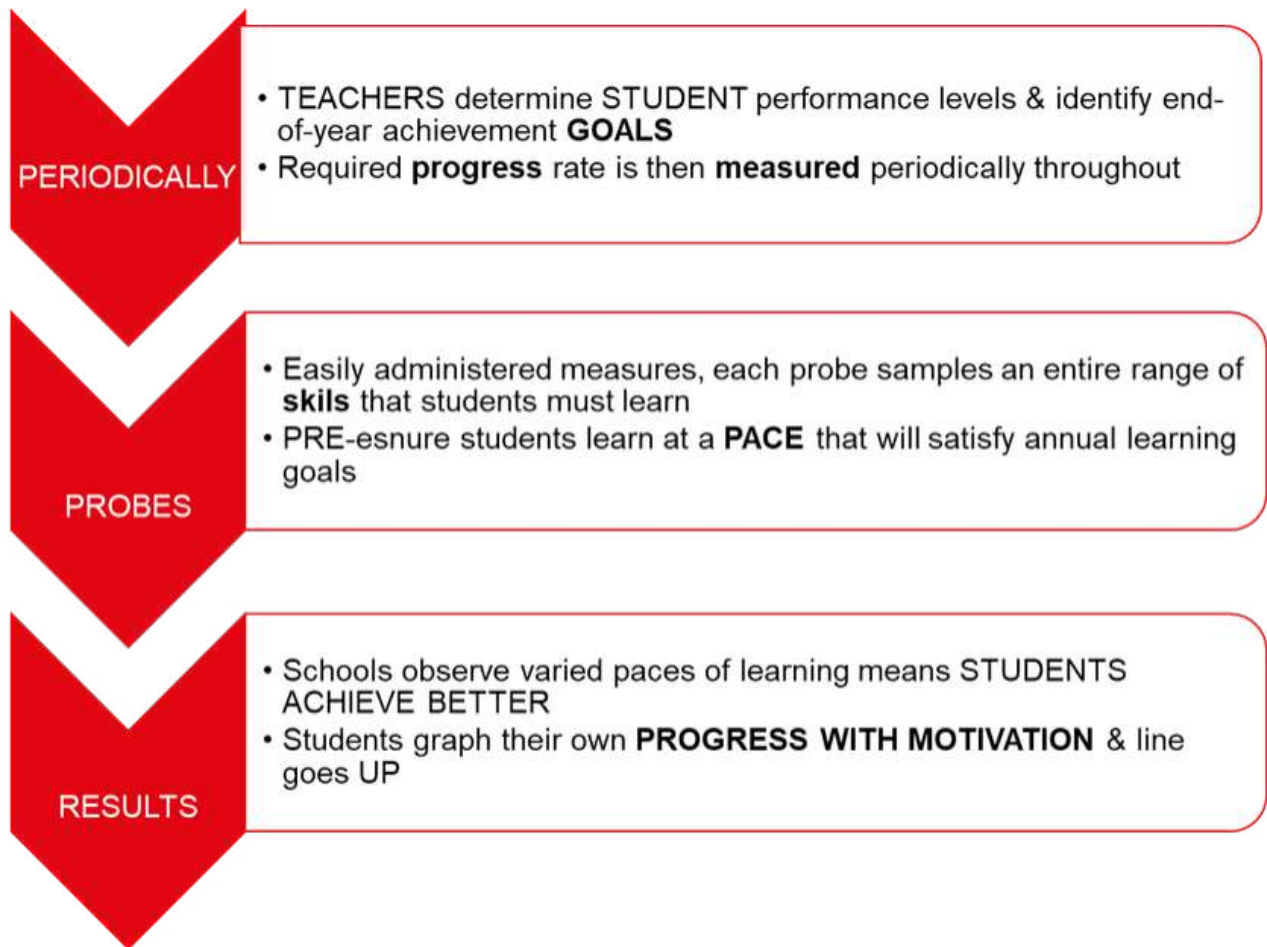 PERIODICALLY
• TEACHERS determine STUDENT performance levels & identify end-
of-year achievement GOALS
• Required progress rate is then measured periodically throughout
PROBES
• Easily administered measures, each probe samples an entire range of
skils that students must learn
• PRE-esnure students learn at a PACE that will satisfy annual learning
goals
RESULTS
• Schools observe varied paces of learning means STUDENTS
ACHIEVE BETTER
• Students graph their own PROGRESS WITH MOTIVATION & line
goes UP